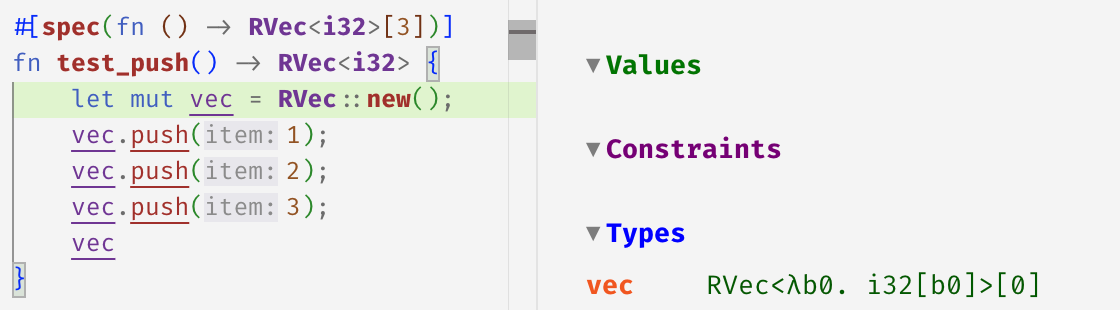 #[spec(fn () -> RVec<i32>[3])]
fn test_push() -> RVec<i32> {
    let mut vec = RVec::new();
    vec.push(item: 1);
    vec.push(item: 2);
    vec.push(item: 3);
    vec
}
▼Values
▼Constraints
▼Types
vec RVec<λb0. i32[b0]>[0]